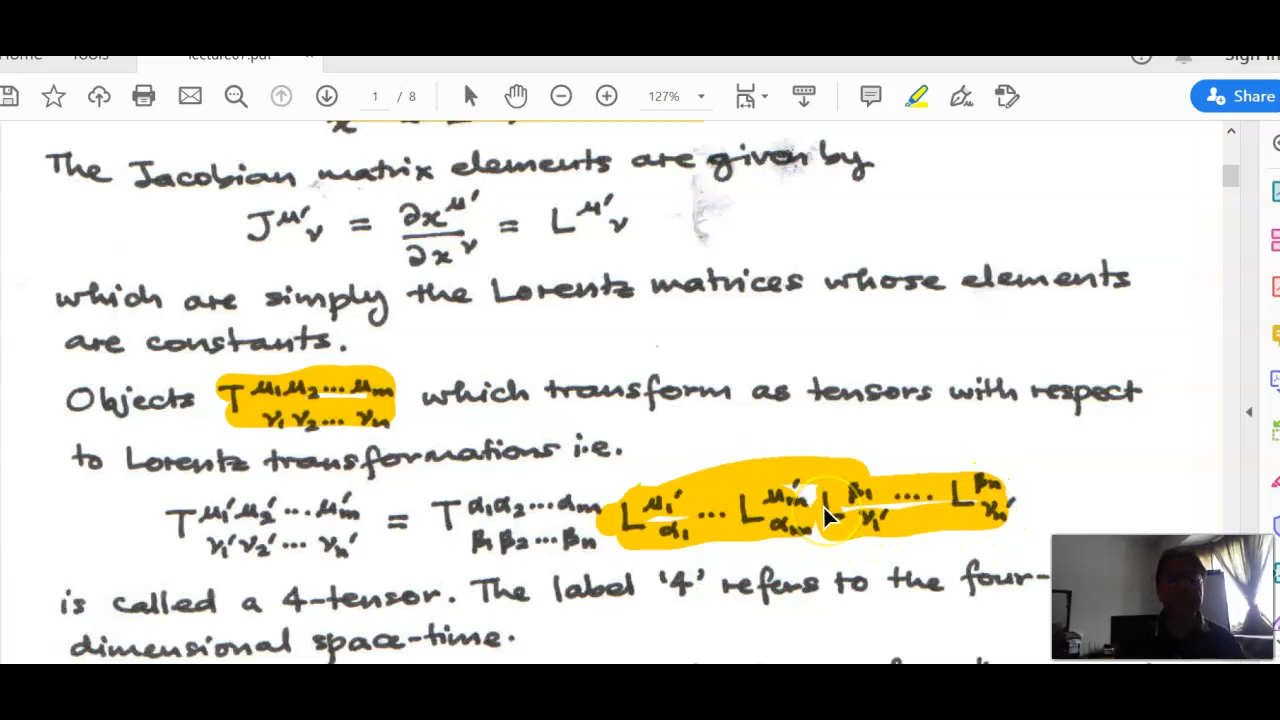 Home Tools lecture07.pdf Sign in
1 / 8 127% Share
The Jacobian matrix elements are given by
J^μ'_ν = ∂x^μ' / ∂x^ν = L^μ'_ν
which are simply the Lorentz matrices whose elements
are constants.
Objects T^μ₁μ₂...μₘ_ν₁ν₂...νₙ which transform as tensors with respect
to Lorentz transformations i.e.
T^μ₁'μ₂'...μₘ'_ν₁'ν₂'...νₙ' = T^α₁α₂...αₘ_β₁β₂...βₙ L^μ₁'_α₁ ... L^μₘ'_αₘ L^β₁_ν₁' .... L^βₙ_νₙ'
is called a 4-tensor. The label '4' refers to the four-
dimensional space-time.